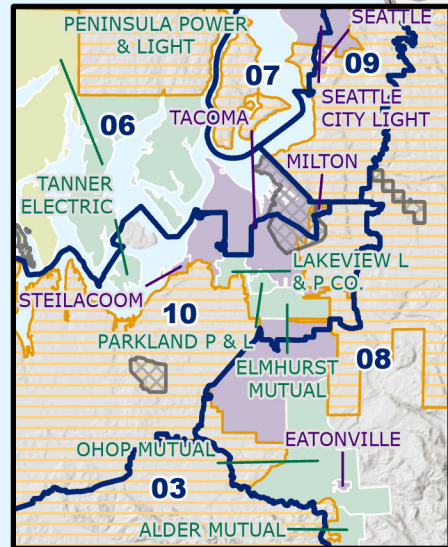 PENINSULA POWER
& LIGHT
SEATTLE
09
07
SEATTLE
CITY LIGHT
06
TACOMA
MILTON
TANNER
ELECTRIC
LAKEVIEW L
& P CO.
STEILACOOM
10
PARKLAND P & L
ELMHURST
MUTUAL
08
OHOP MUTUAL
EATONVILLE
03
ALDER MUTUAL